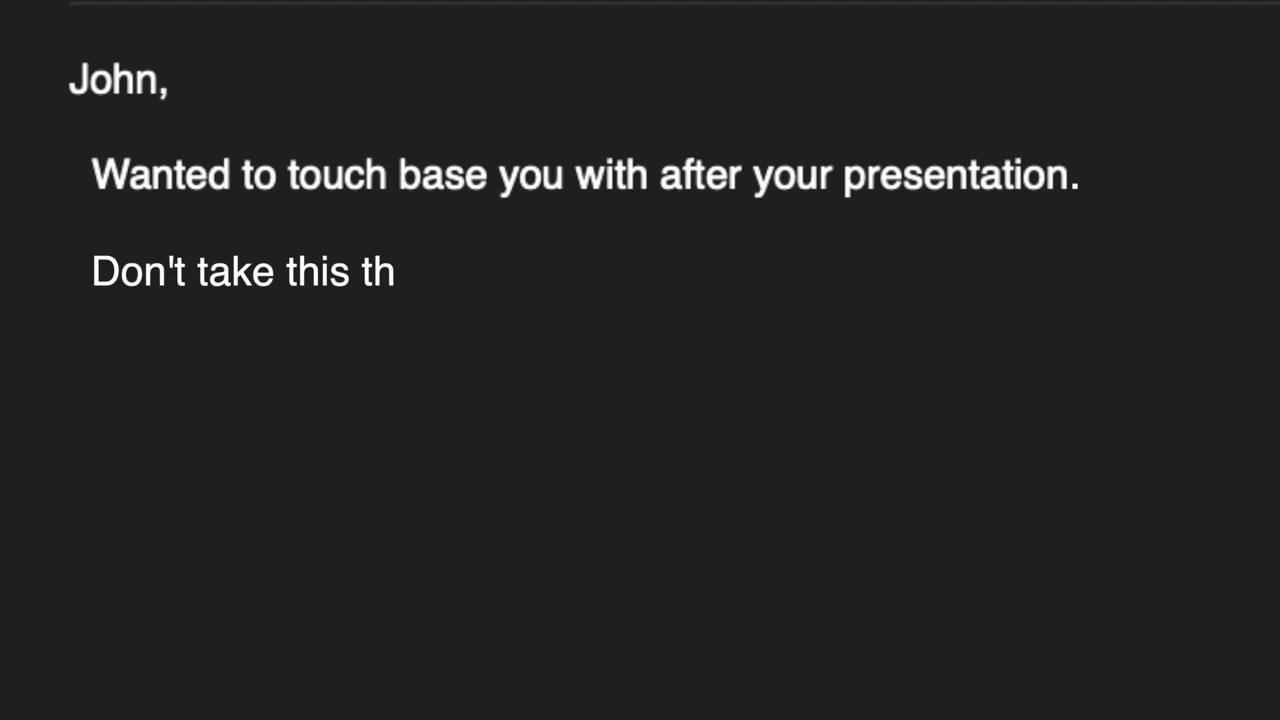 John,
Wanted to touch base you with after your presentation.
Don't take this th